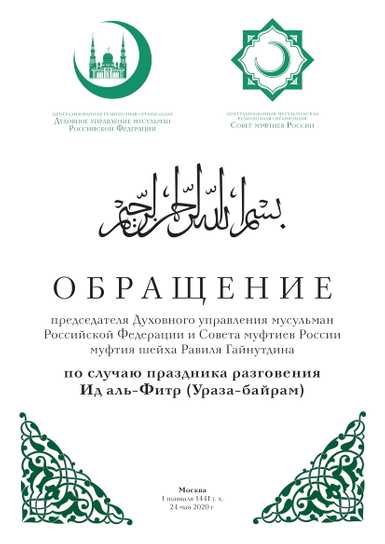 ЦЕНТРАЛИЗОВАННАЯ РЕЛИГИОЗНАЯ ОРГАНИЗАЦИЯ
ДУХОВНОЕ УПРАВЛЕНИЕ МУСУЛЬМАН
РОССИЙСКОЙ ФЕДЕРАЦИИ
ЦЕНТРАЛИЗОВАННАЯ МУСУЛЬМАНСКАЯ
РЕЛИГИОЗНАЯ ОРГАНИЗАЦИЯ
СОВЕТ МУФТИЕВ РОССИИ
بسم الله الرحمن الرحيم
ОБРАЩЕНИЕ
председателя Духовного управления мусульман
Российской Федерации и Совета муфтиев России
муфтия шейха Равиля Гайнутдина
по случаю праздника разговения
Ид аль-Фитр (Ураза-байрам)
Москва
1 шавваля 1441 г. х.
24 мая 2020 г.